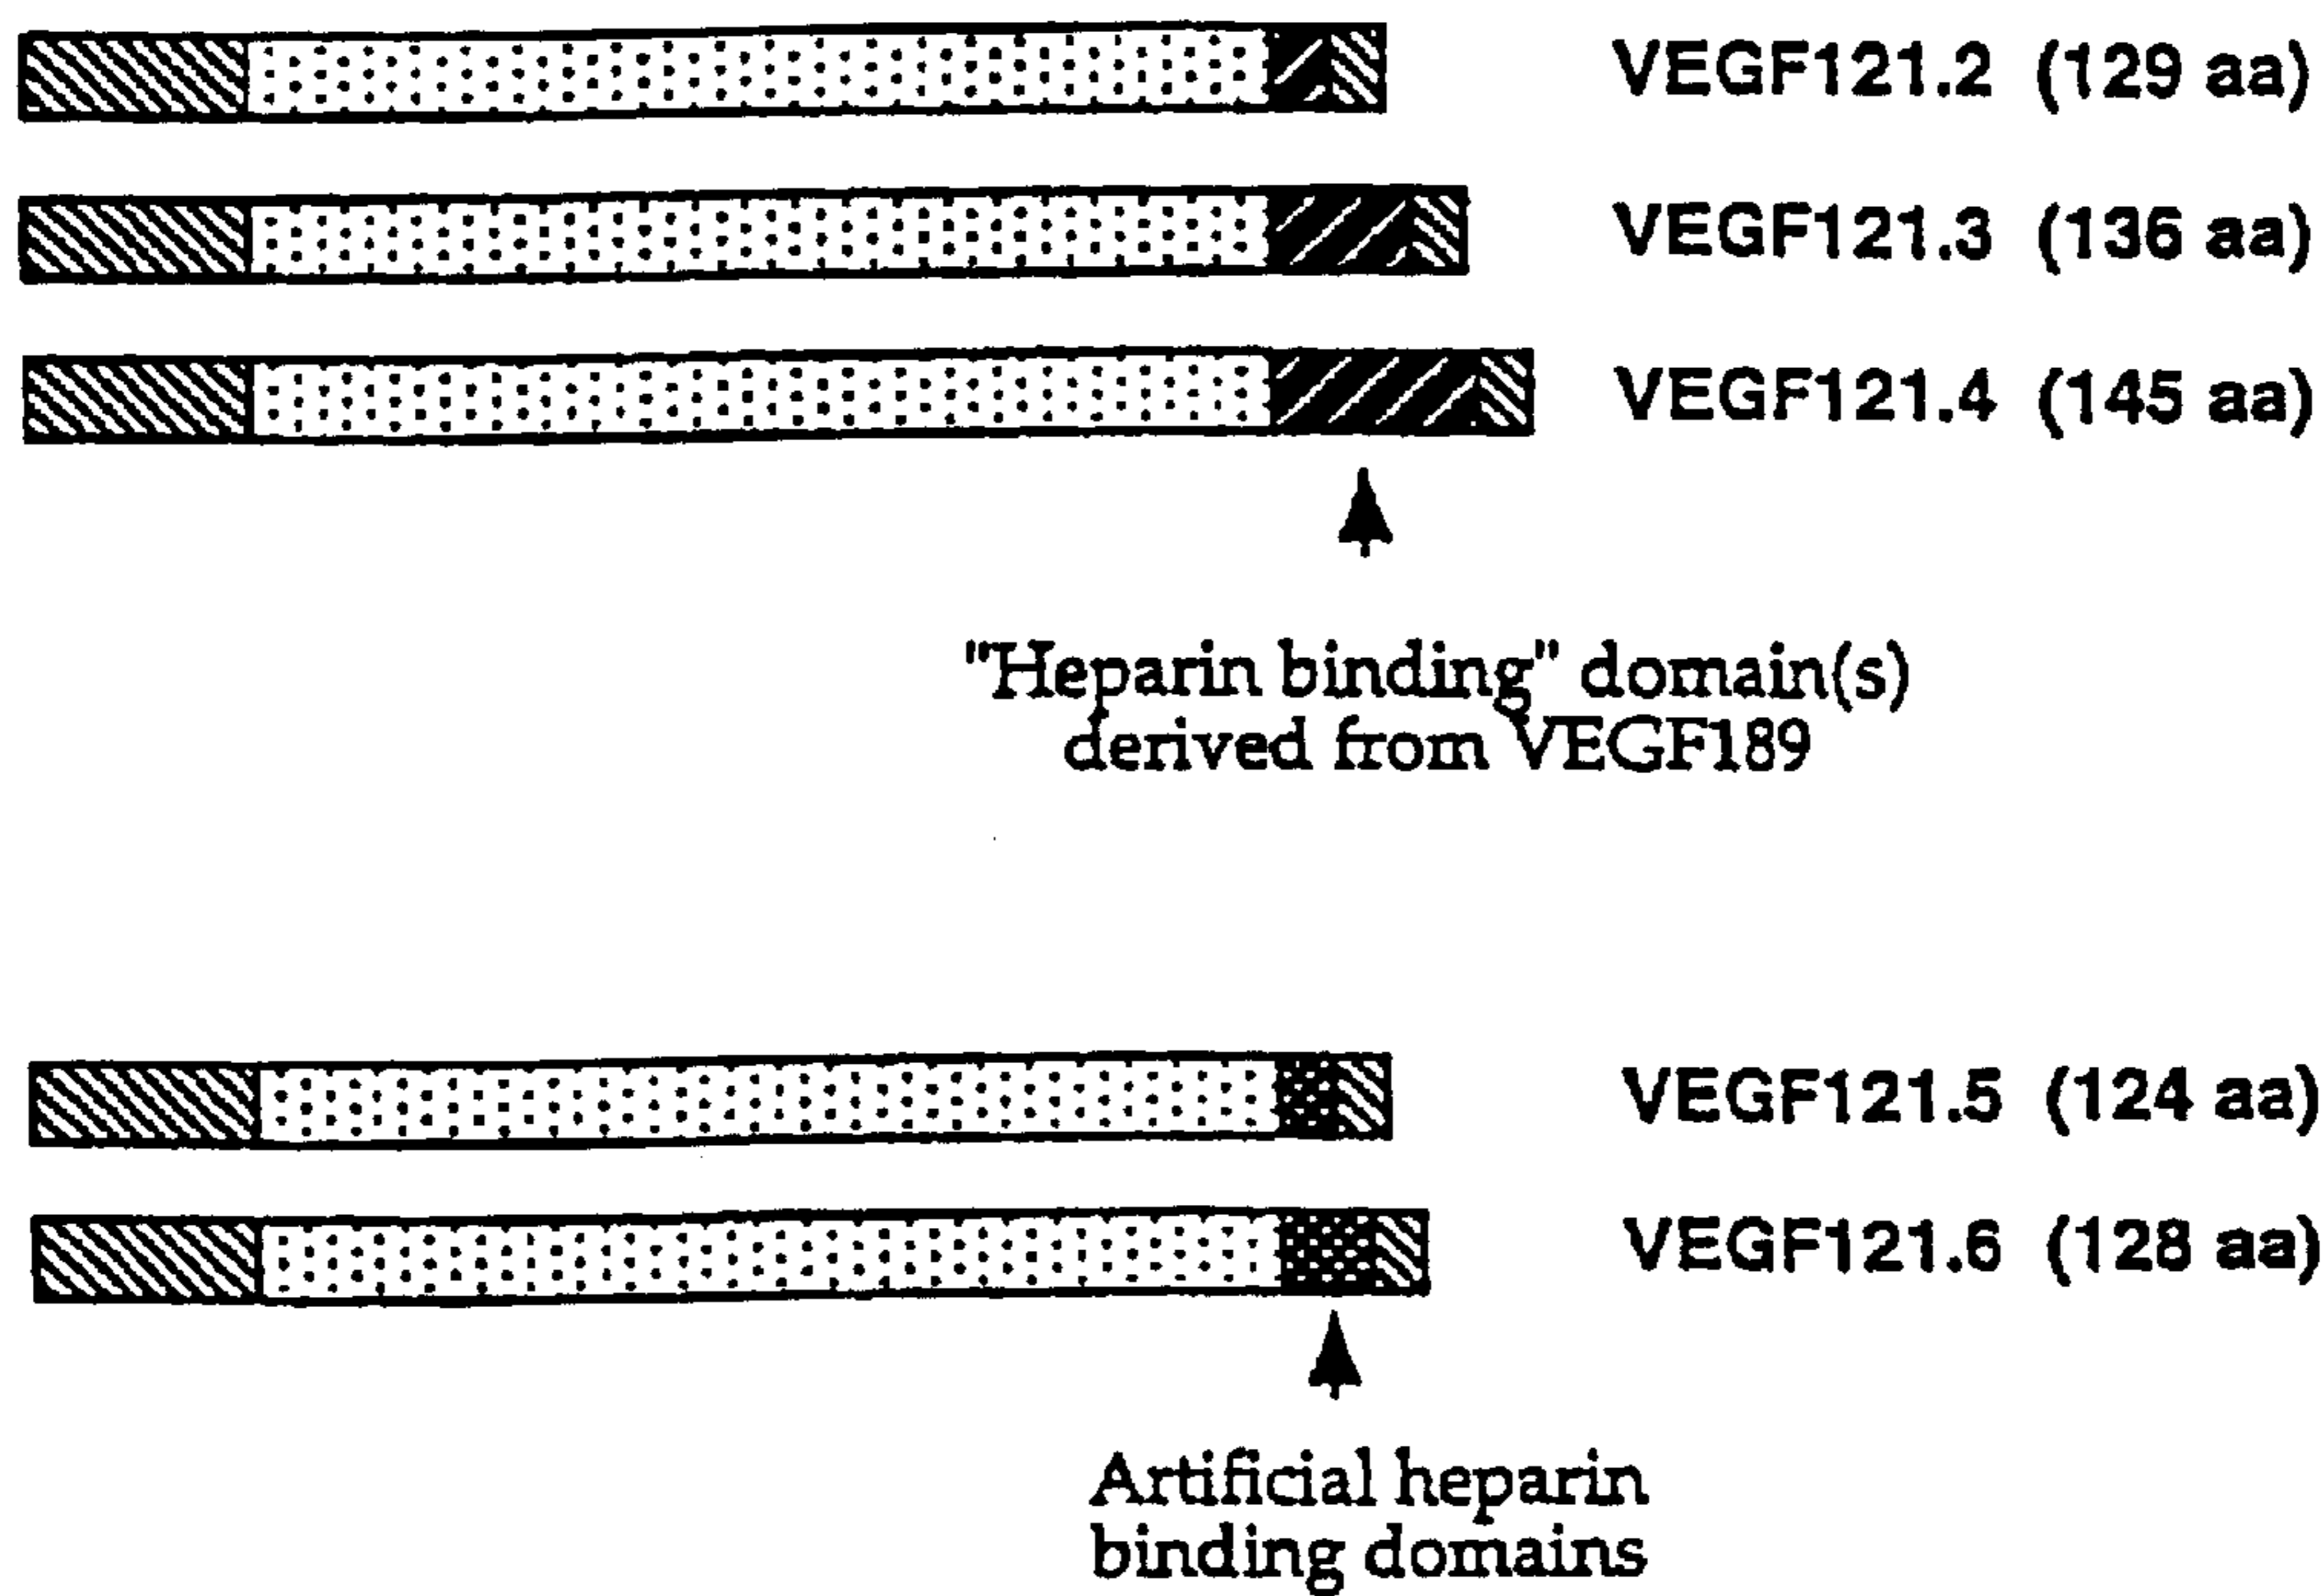 VEGF121.2 (129 aa)
VEGF121.3 (136 aa)
VEGF121.4 (145 aa)
"Heparin binding" domain(s)
derived from VEGF189
VEGF121.5 (124 aa)
VEGF121.6 (128 aa)
Artificial heparin
binding domains